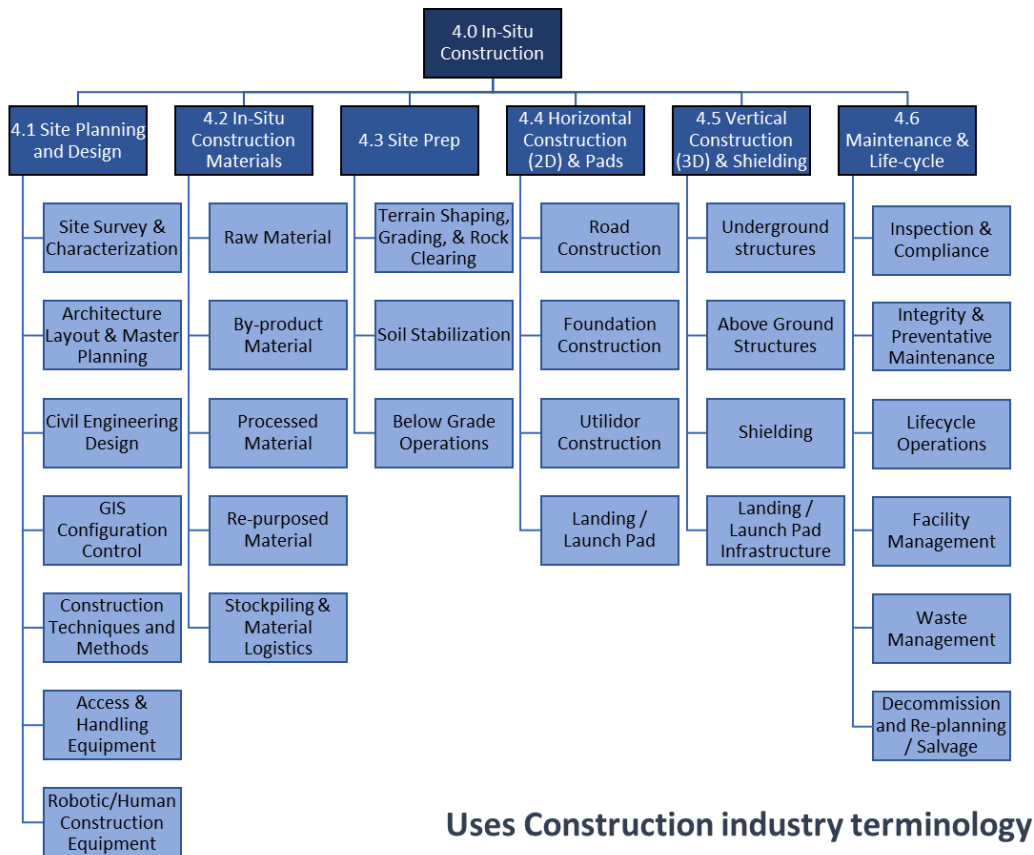 4.0 In-Situ
Construction
4.1 Site Planning
and Design
4.2 In-Situ
Construction
Materials
4.3 Site Prep
4.4 Horizontal
Construction
(2D) & Pads
4.5 Vertical
Construction
(3D) & Shielding
4.6
Maintenance &
Life-cycle
Site Survey &
Characterization
Architecture
Layout & Master
Planning
Civil Engineering
Design
GIS
Configuration
Control
Construction
Techniques and
Methods
Access &
Handling
Equipment
Robotic/Human
Construction
Equipment
Raw Material
By-product
Material
Processed
Material
Re-purposed
Material
Stockpiling &
Material
Logistics
Terrain Shaping,
Grading, & Rock
Clearing
Soil Stabilization
Below Grade
Operations
Road
Construction
Foundation
Construction
Utilidor
Construction
Landing /
Launch Pad
Underground
structures
Above Ground
Structures
Shielding
Landing /
Launch Pad
Infrastructure
Inspection &
Compliance
Integrity &
Preventative
Maintenance
Lifecycle
Operations
Facility
Management
Waste
Management
Decommission
and Re-planning
/ Salvage
Uses Construction industry terminology